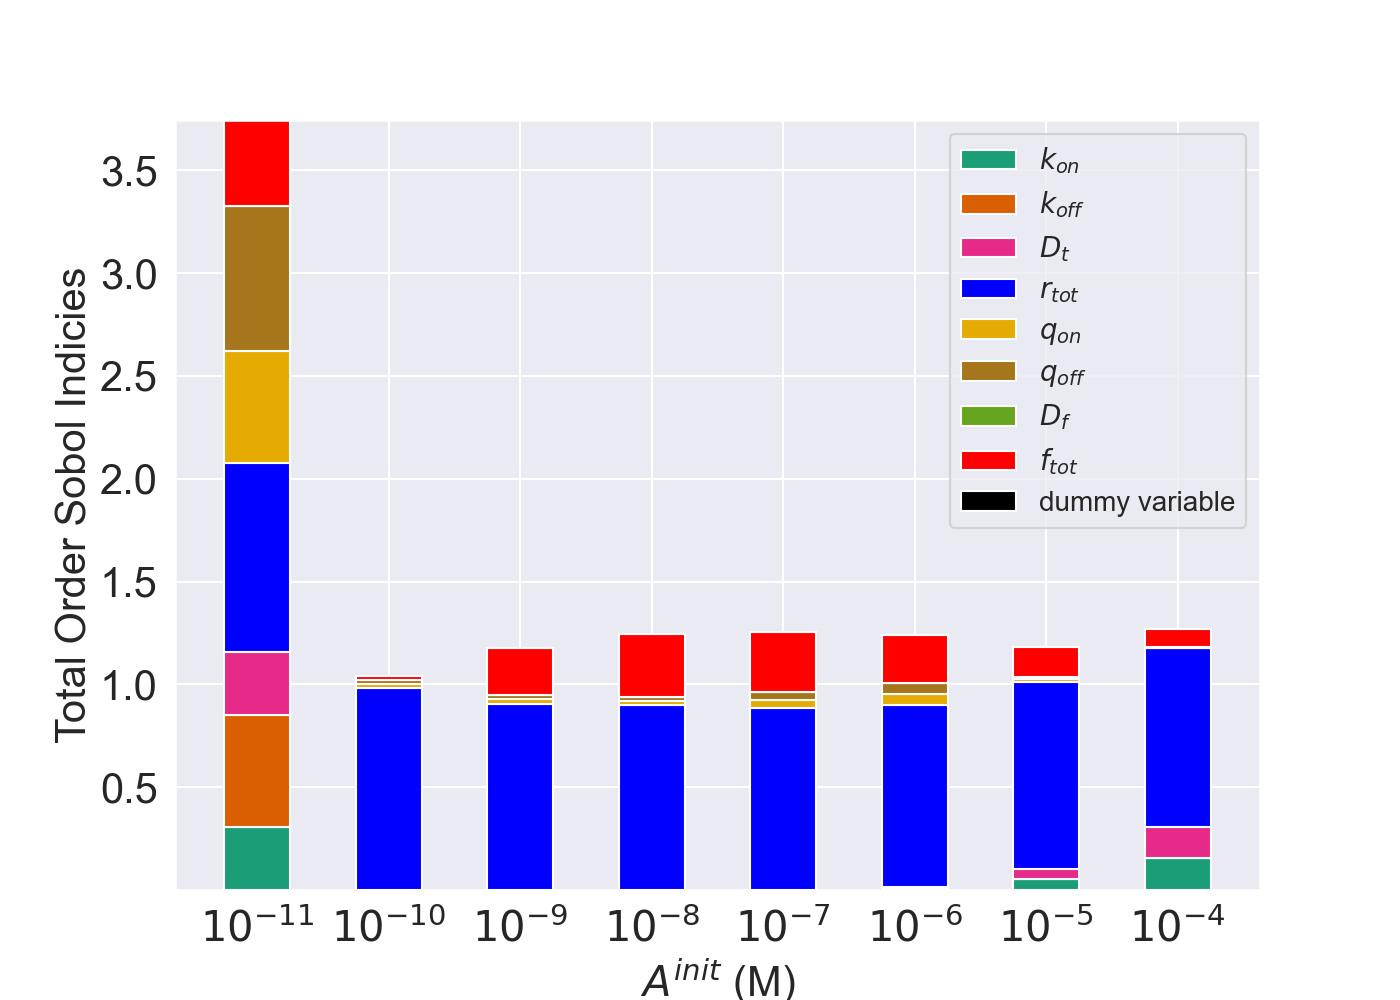 3.5
3.0
2.5
2.0
1.5
1.0
0.5
Total Order Sobol Indicies
k_on
k_off
D_t
r_tot
q_on
q_off
D_f
f_tot
dummy variable
10⁻¹¹ 10⁻¹⁰ 10⁻⁹ 10⁻⁸ 10⁻⁷ 10⁻⁶ 10⁻⁵ 10⁻⁴
A^init (M)